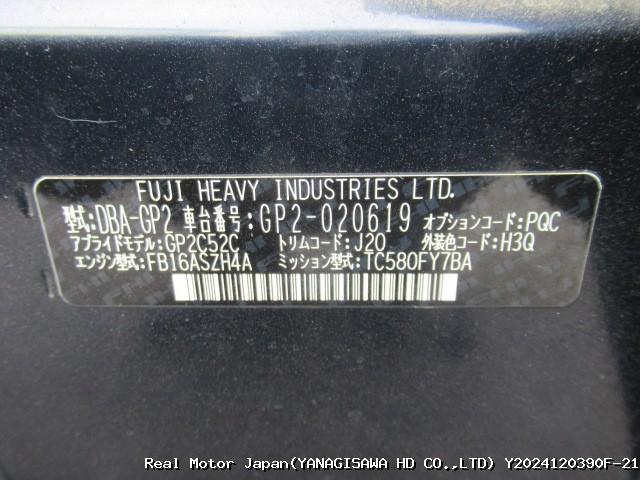 FUJI HEAVY INDUSTRIES LTD.
型式:DBA-GP2 車台番号:GP2-020619 オプションコード:PQC
アプライドモデル:GP2C52C トリムコード:J20 外装色コード:H3Q
エンジン型式:FB16ASZH4A ミッション型式:TC580FY7BA
Real Motor Japan(YANAGISAWA HD CO.,LTD) Y2024120390F-21